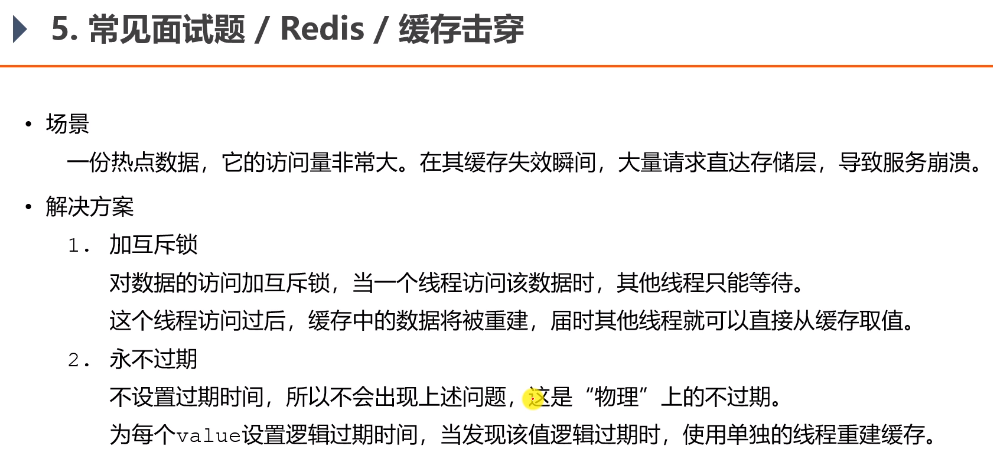 5. 常见面试题 / Redis / 缓存击穿
• 场景
一份热点数据，它的访问量非常大。在其缓存失效瞬间，大量请求直达存储层，导致服务崩溃。
• 解决方案
1. 加互斥锁
对数据的访问加互斥锁，当一个线程访问该数据时，其他线程只能等待。
这个线程访问过后，缓存中的数据将被重建，届时其他线程就可以直接从缓存取值。
2. 永不过期
不设置过期时间，所以不会出现上述问题，这是“物理”上的不过期。
为每个value设置逻辑过期时间，当发现该值逻辑过期时，使用单独的线程重建缓存。